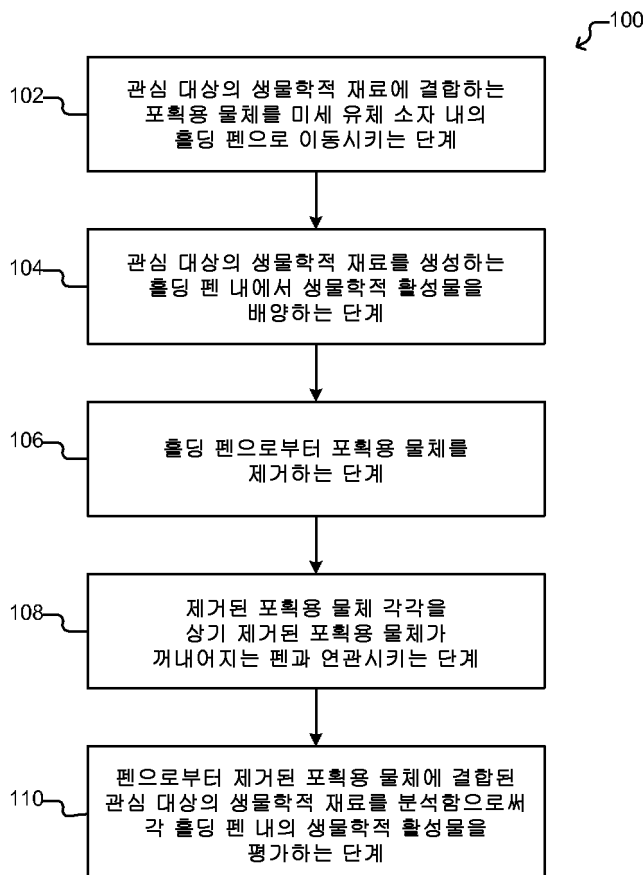 100
102
관심 대상의 생물학적 재료에 결합하는
포획용 물체를 미세 유체 소자 내의
홀딩 펜으로 이동시키는 단계
104
관심 대상의 생물학적 재료를 생성하는
홀딩 펜 내에서 생물학적 활성물을
배양하는 단계
106
홀딩 펜으로부터 포획용 물체를
제거하는 단계
108
제거된 포획용 물체 각각을
상기 제거된 포획용 물체가
꺼내어지는 펜과 연관시키는 단계
110
펜으로부터 제거된 포획용 물체에 결합된
관심 대상의 생물학적 재료를 분석함으로써
각 홀딩 펜 내의 생물학적 활성물을
평가하는 단계